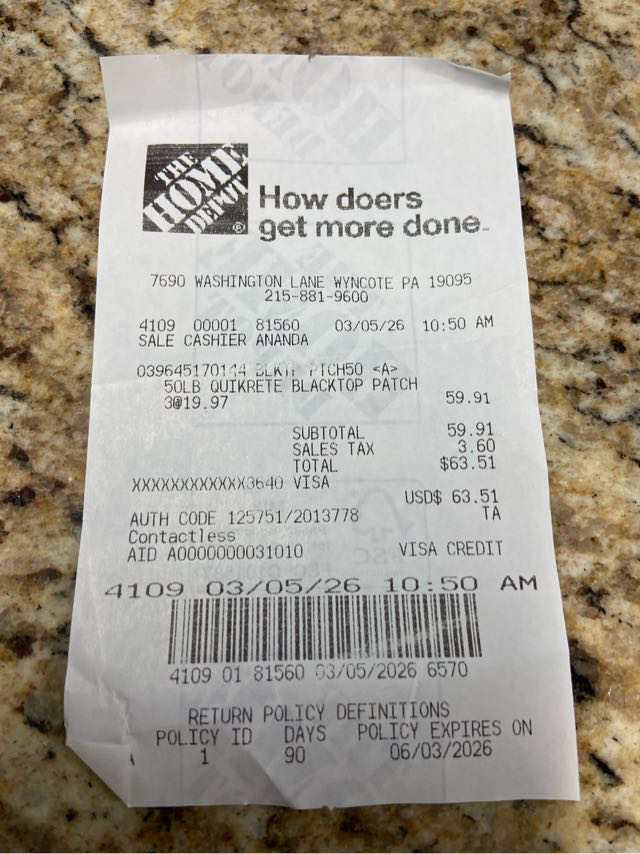 THE
HOME
DEPOT
How doers
get more done.
7690 WASHINGTON LANE WYNCOTE PA 19095
215-881-9600
4109 00001 81560 03/05/26 10:50 AM
SALE CASHIER ANANDA
039645170144 BLKTP PTCH50 <A>
50LB QUIKRETE BLACKTOP PATCH
3@19.97 59.91
SUBTOTAL 59.91
SALES TAX 3.60
TOTAL $63.51
XXXXXXXXXXXX3640 VISA
USD$ 63.51
AUTH CODE 125751/2013778 TA
Contactless
AID A0000000031010 VISA CREDIT
4109 03/05/26 10:50 AM
4109 01 81560 03/05/2026 6570
RETURN POLICY DEFINITIONS
POLICY ID DAYS POLICY EXPIRES ON
A 1 90 06/03/2026